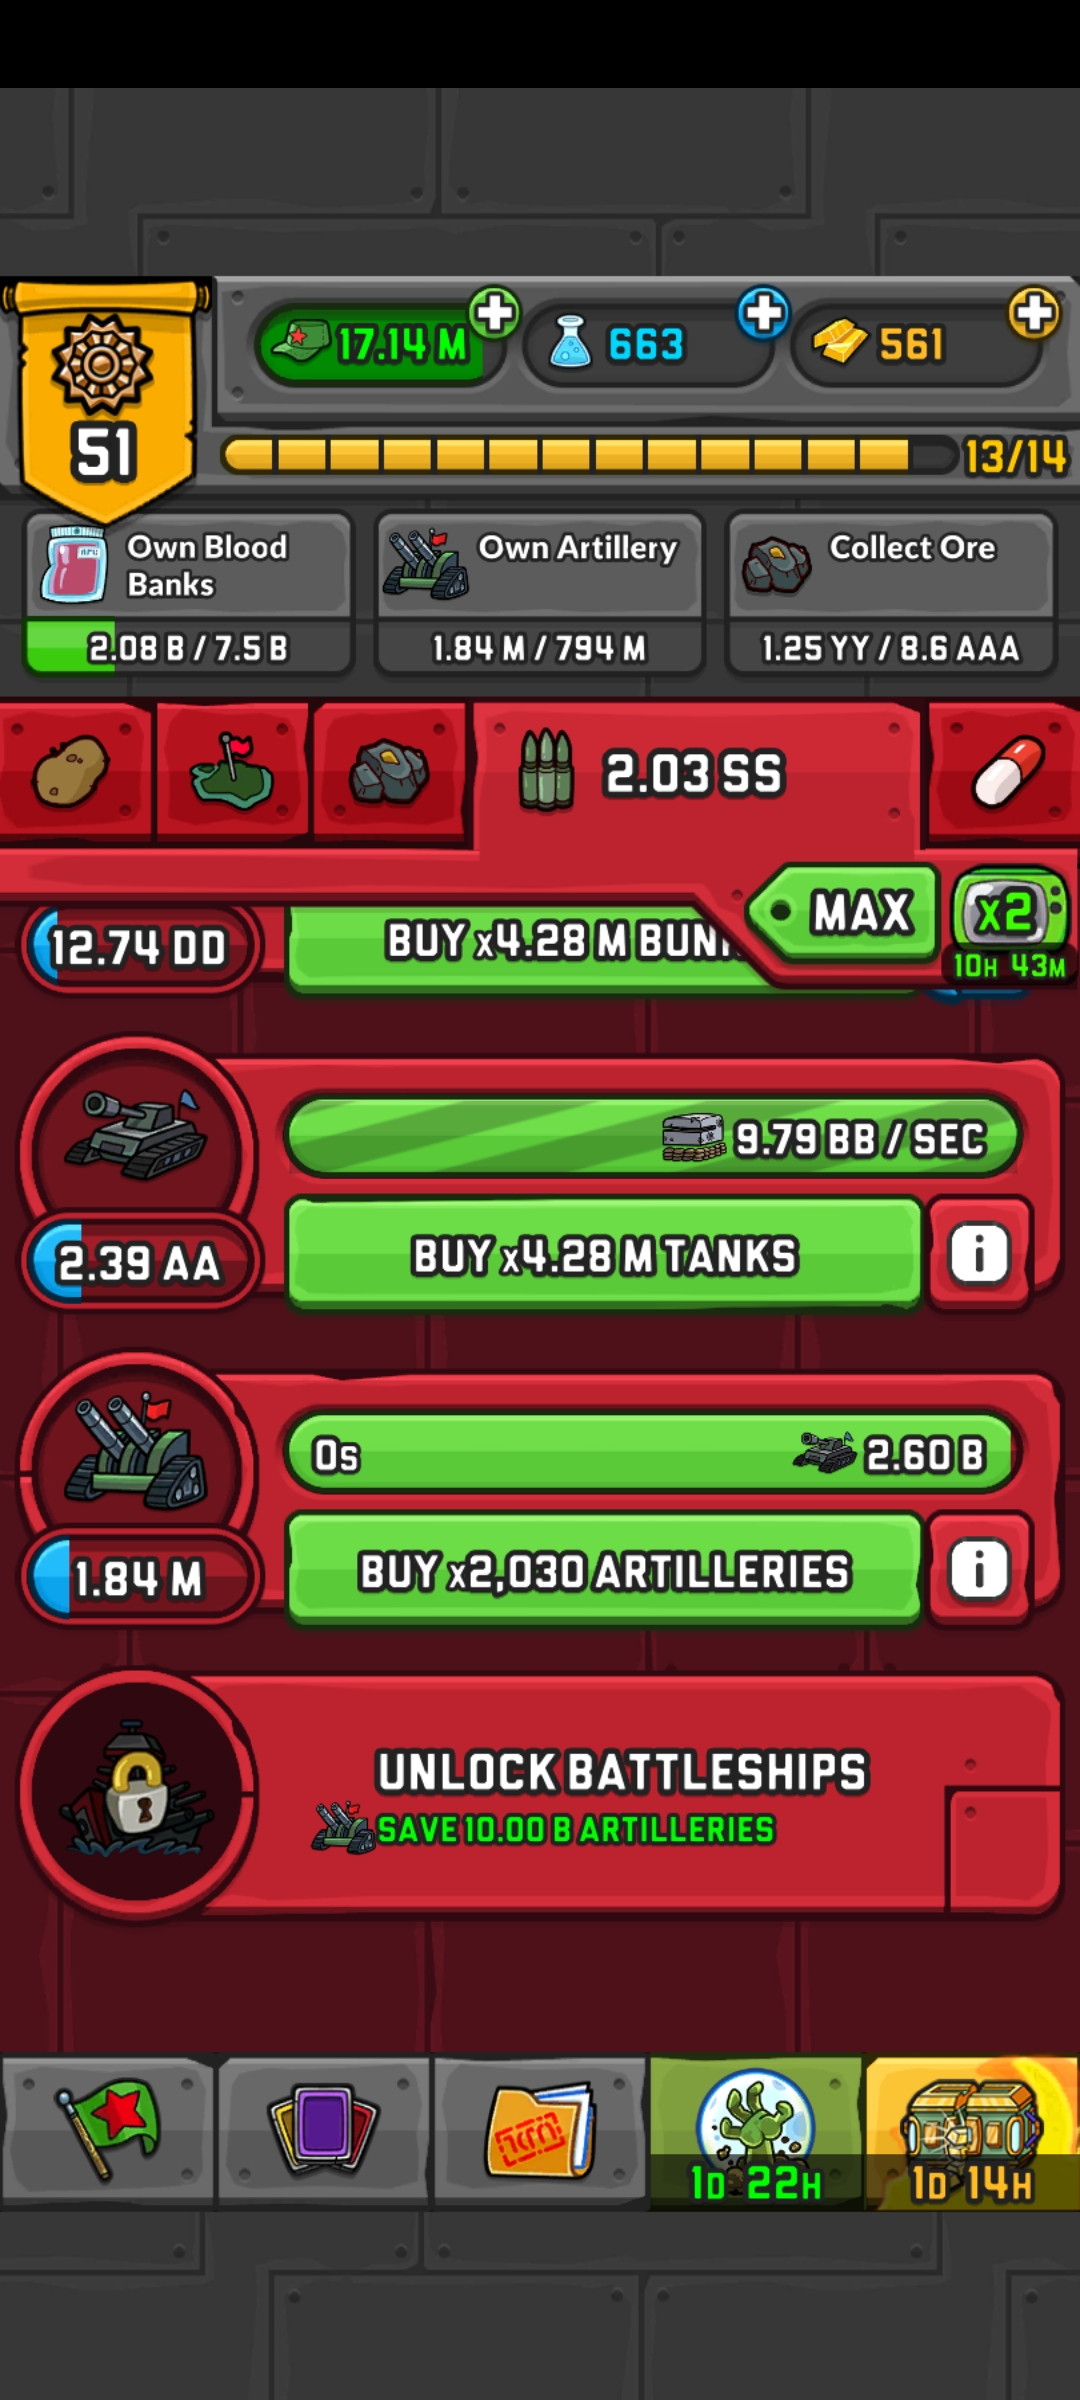 17.14 M
663
561
51
13/14
Own Blood
Banks
2.08 B / 7.5 B
Own Artillery
1.84 M / 794 M
Collect Ore
1.25 YY / 8.6 AAA
2.03 SS
MAX
x2
10H 43M
12.74 DD
BUY x4.28 M BUN
9.79 BB / SEC
2.39 AA
BUY x4.28 M TANKS
i
0s
2.60 B
1.84 M
BUY x2,030 ARTILLERIES
i
UNLOCK BATTLESHIPS
SAVE 10.00 B ARTILLERIES
1D 22H
1D 14H